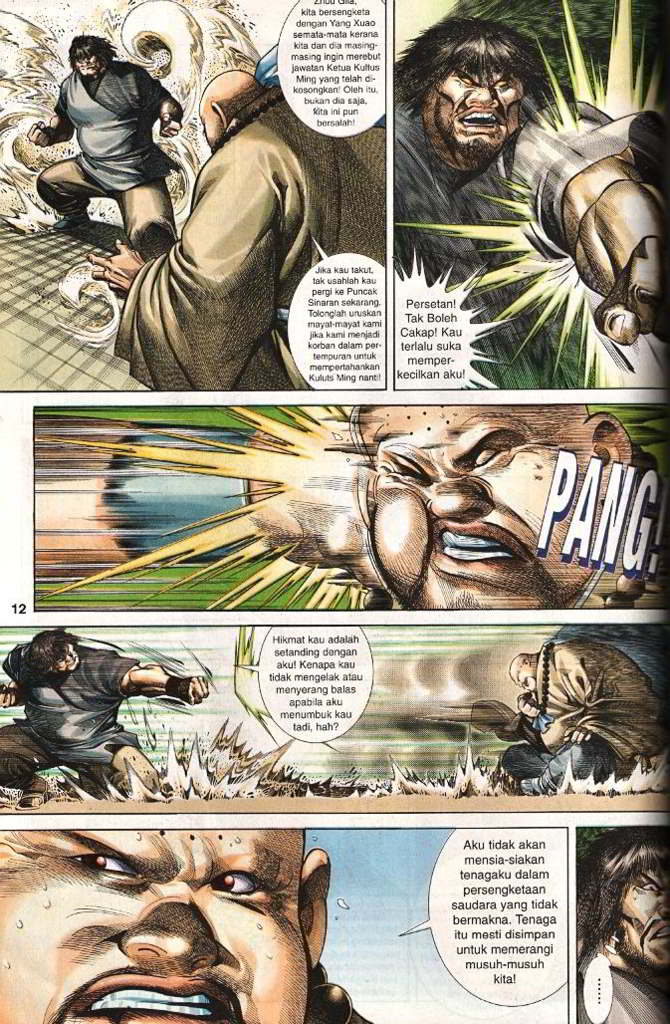 Zhou Gila,
kita bersengketa
dengan Yang Xuao
semata-mata kerana
kita dan dia masing-
masing ingin merebut
jawatan Ketua Kultus
Ming yang telah di-
kosongkan! Oleh itu,
bukan dia saja,
kita ini pun
bersalah!
Jika kau takut,
tak usahlah kau
pergi ke Puncak
Sinaran sekarang.
Tolonglah uruskan
mayat-mayat kami
jika kami menjadi
korban dalam per-
tempuran untuk
mempertahankan
Kuluts Ming nanti!
Persetan!
Tak Boleh
Cakap! Kau
terlalu suka
memper-
kecilkan aku!
PANG!
12
Hikmat kau adalah
setanding dengan
aku! Kenapa kau
tidak mengelak atau
menyerang balas
apabila aku
menumbuk kau
tadi, hah?
Aku tidak akan
mensia-siakan
tenagaku dalam
persengketaan
saudara yang tidak
bermakna. Tenaga
itu mesti disimpan
untuk memerangi
musuh-musuh
kita!
......